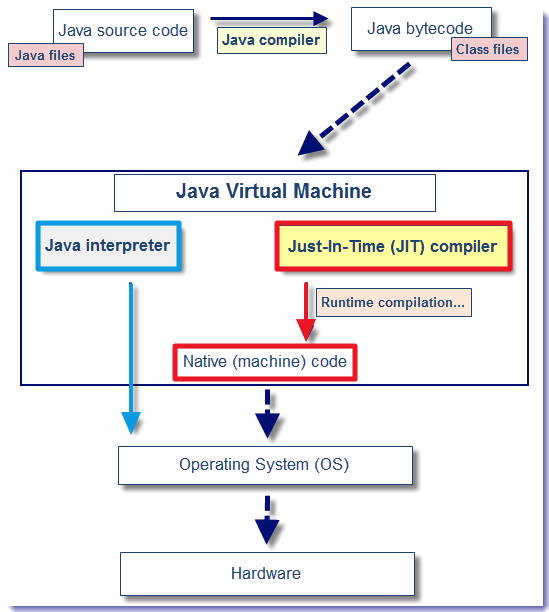 Java source code
Java files
Java compiler
Java bytecode
Class files
Java Virtual Machine
Java interpreter
Just-In-Time (JIT) compiler
Runtime compilation...
Native (machine) code
Operating System (OS)
Hardware